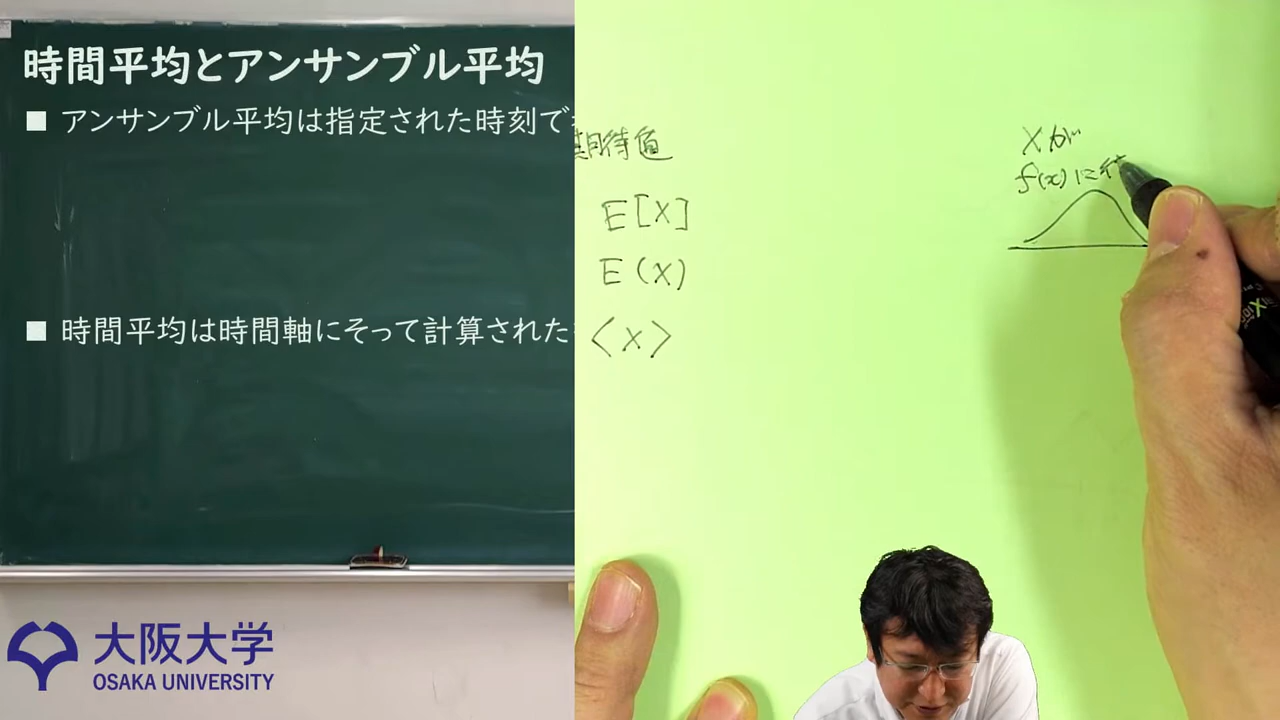 時間平均とアンサンブル平均
■ アンサンブル平均は指定された時刻で
■ 時間平均は時間軸にそって計算された
大阪大学
OSAKA UNIVERSITY
期待値
E[X]
E(X)
〈X〉
Xが
f(x)に従